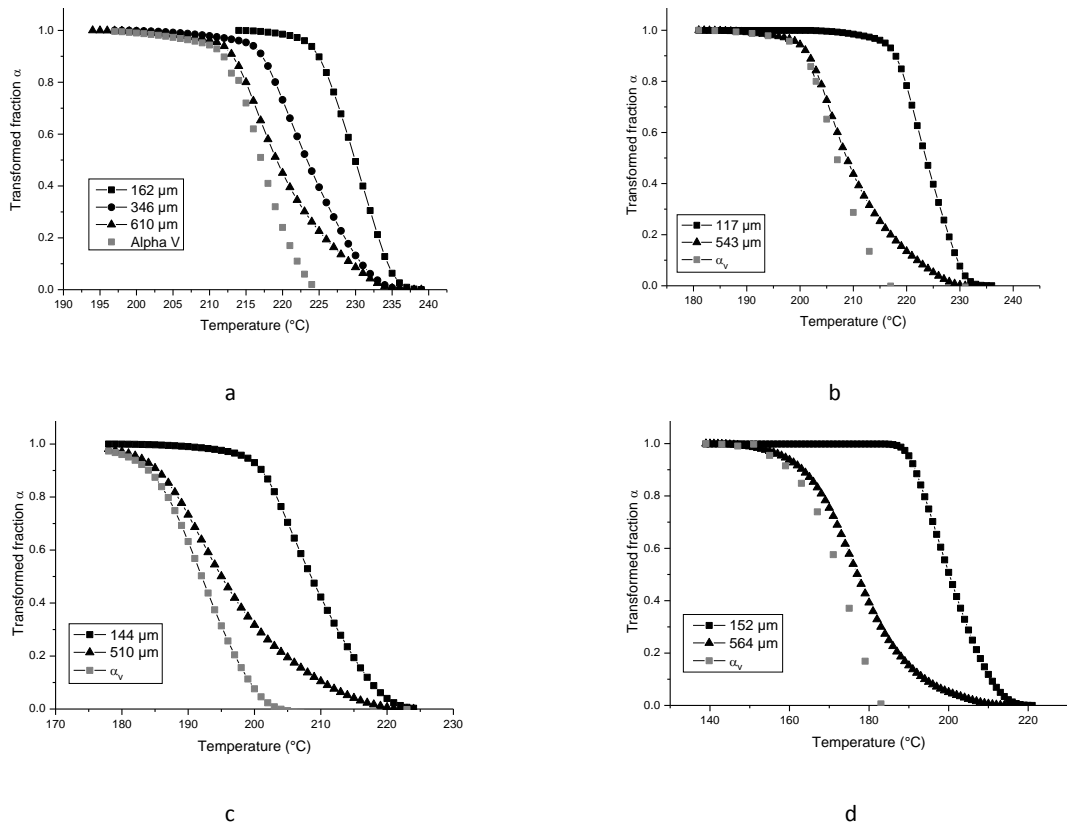 1.0
0.8
0.6
0.4
0.2
0.0
Transformed fraction α
162 µm
346 µm
610 µm
Alpha V
190 195 200 205 210 215 220 225 230 235 240
Temperature (°C)
a
1.0
0.8
0.6
0.4
0.2
0.0
Transformed fraction α
117 µm
543 µm
αv
180 190 200 210 220 230 240
Temperature (°C)
b
1.0
0.8
0.6
0.4
0.2
0.0
Transformed fraction α
144 µm
510 µm
αv
170 180 190 200 210 220 230
Temperature (°C)
c
1.0
0.8
0.6
0.4
0.2
0.0
Transformed fraction α
152 µm
564 µm
αv
140 160 180 200 220
Temperature (°C)
d